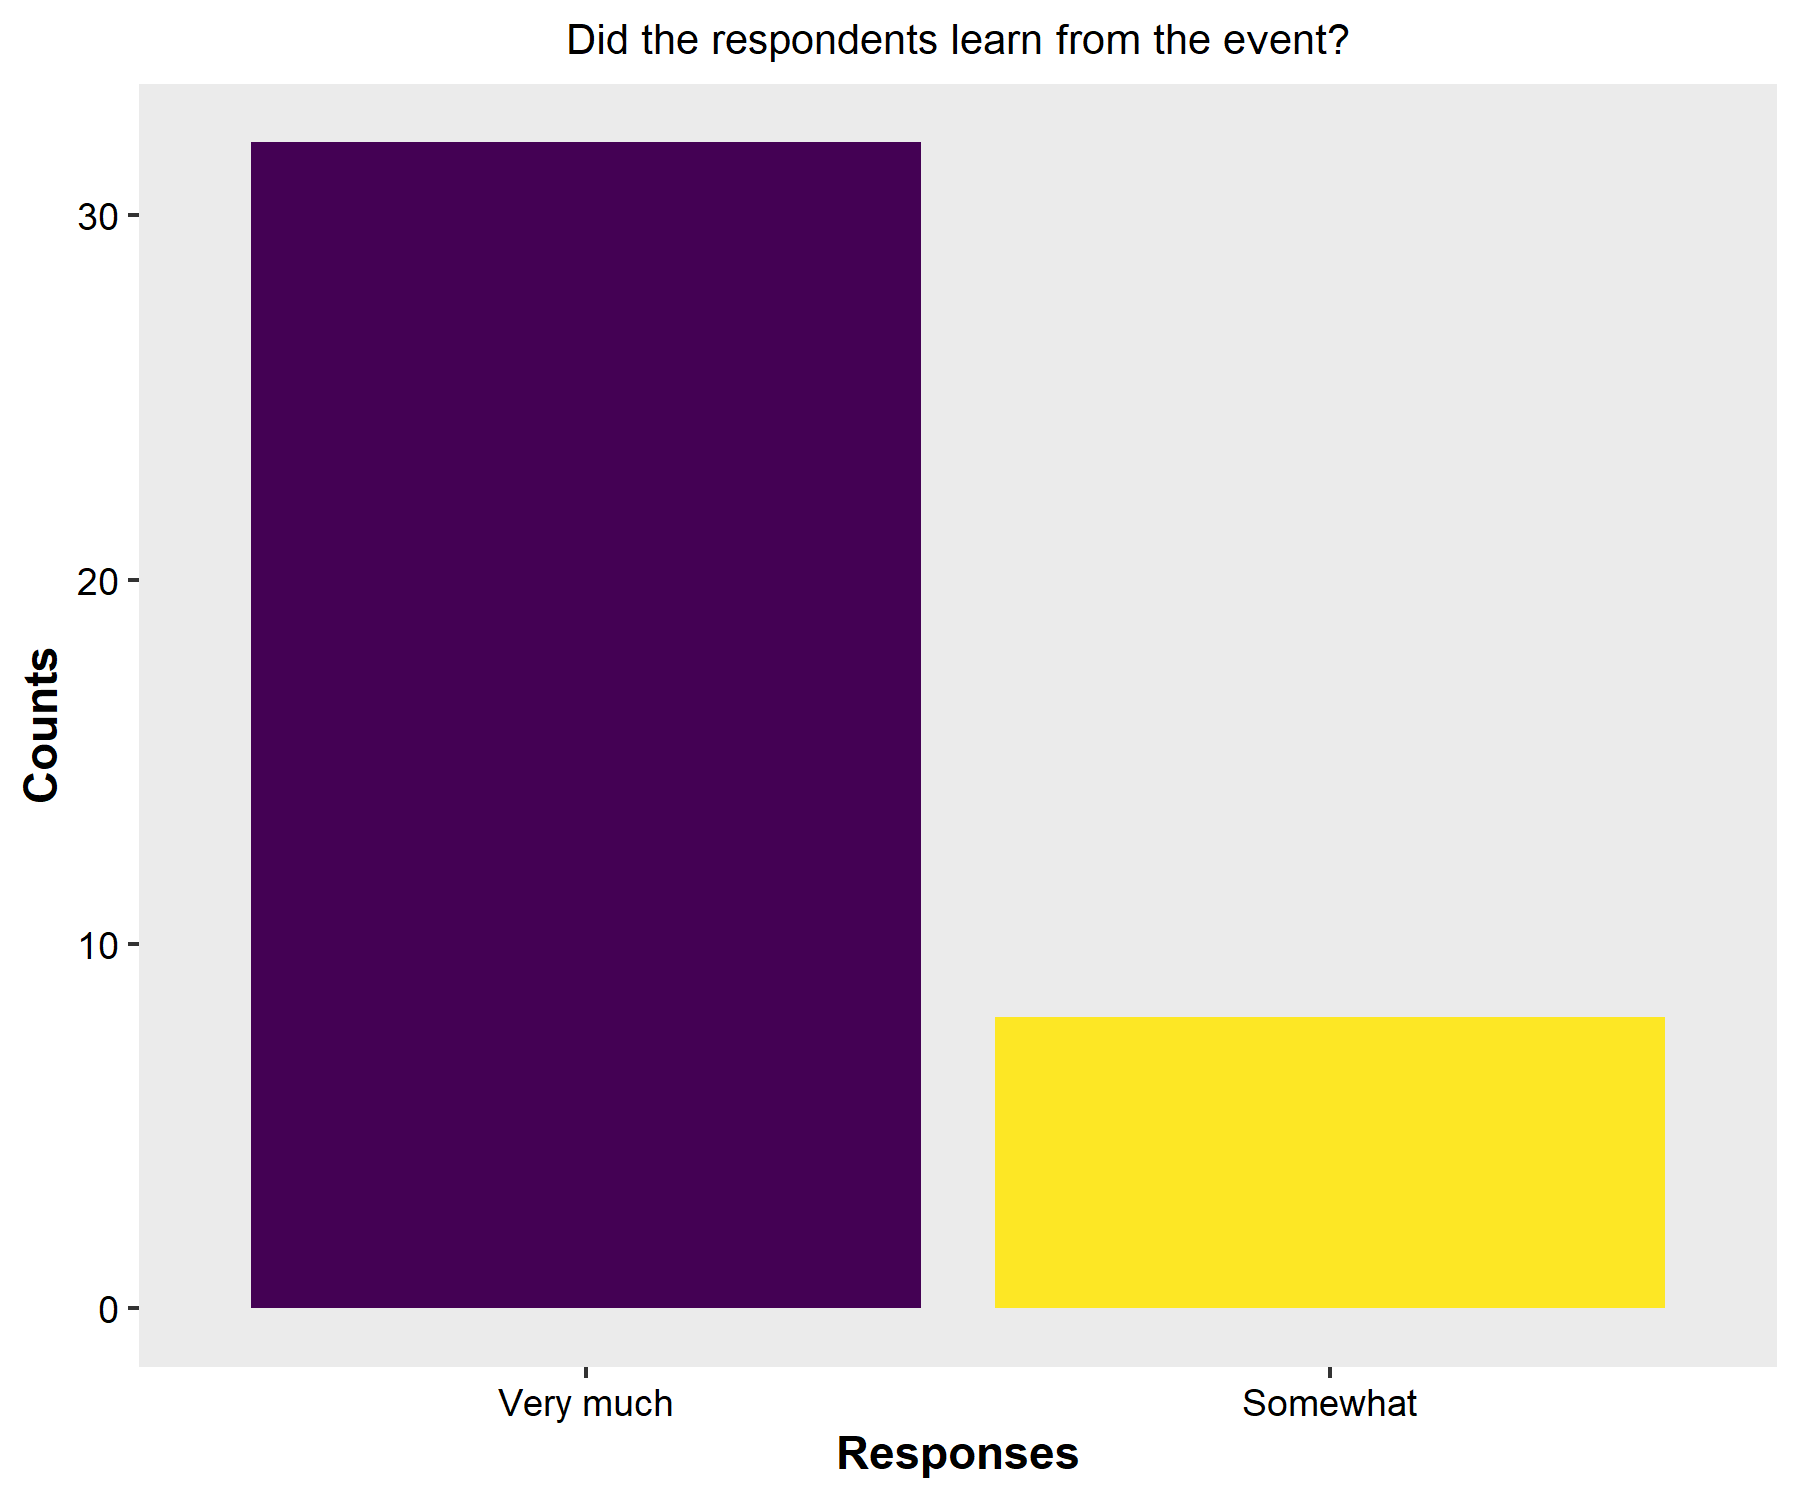 Did the respondents learn from the event?
Counts
30
20
10
0
Very much
Somewhat
Responses